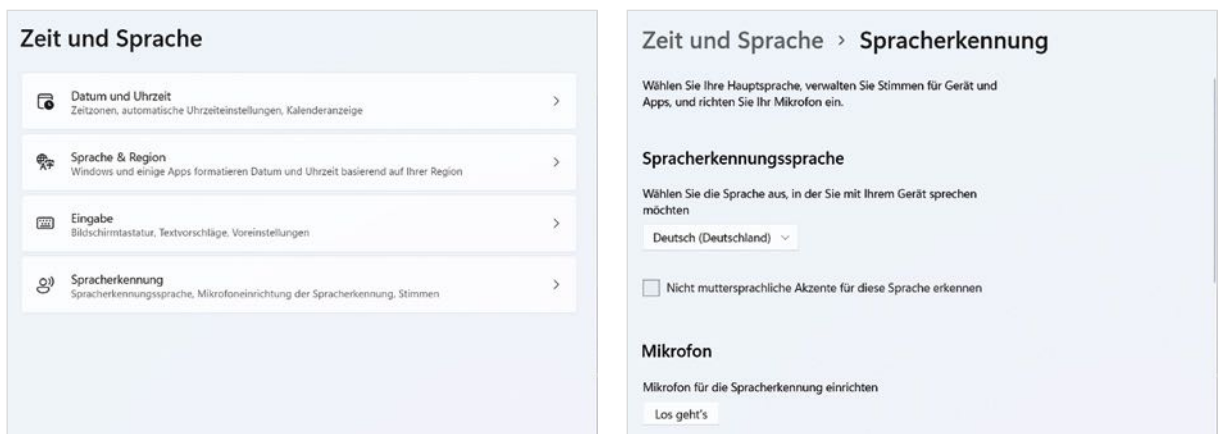 Zeit und Sprache
Datum und Uhrzeit
Zeitzonen, automatische Uhrzeiteinstellungen, Kalenderanzeige
Sprache & Region
Windows und einige Apps formatieren Datum und Uhrzeit basierend auf Ihrer Region
Eingabe
Bildschirmtastatur, Textvorschläge, Voreinstellungen
Spracherkennung
Spracherkennungssprache, Mikrofoneinrichtung der Spracherkennung, Stimmen
Zeit und Sprache > Spracherkennung
Wählen Sie Ihre Hauptsprache, verwalten Sie Stimmen für Gerät und
Apps, und richten Sie Ihr Mikrofon ein.
Spracherkennungssprache
Wählen Sie die Sprache aus, in der Sie mit Ihrem Gerät sprechen
möchten
Deutsch (Deutschland)
Nicht muttersprachliche Akzente für diese Sprache erkennen
Mikrofon
Mikrofon für die Spracherkennung einrichten
Los geht's